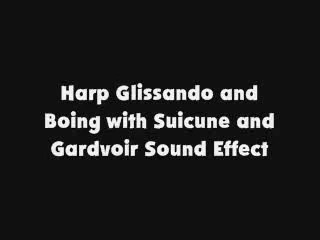 Harp Glissando and
Boing with Suicune and
Gardvoir Sound Effect